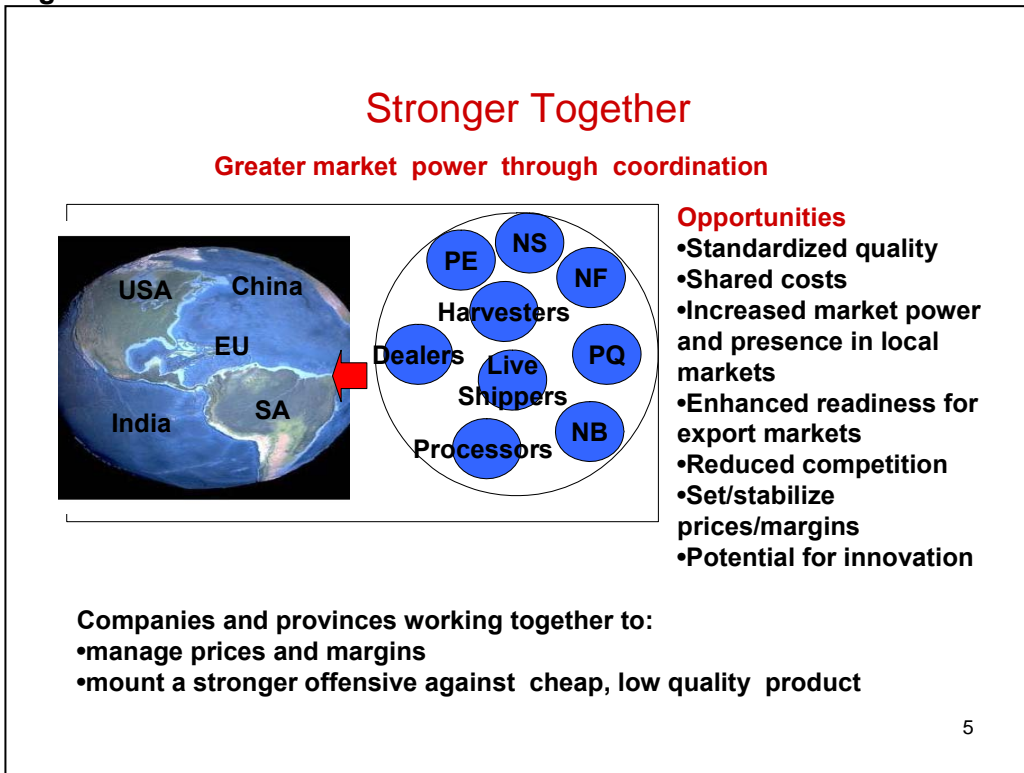 Stronger Together
Greater market power through coordination
USA
China
EU
India
SA
PE
NS
NF
Harvesters
Dealers
Live
Shippers
PQ
Processors
NB
Opportunities
•Standardized quality
•Shared costs
•Increased market power
and presence in local
markets
•Enhanced readiness for
export markets
•Reduced competition
•Set/stabilize
prices/margins
•Potential for innovation
Companies and provinces working together to:
•manage prices and margins
•mount a stronger offensive against cheap, low quality product
5